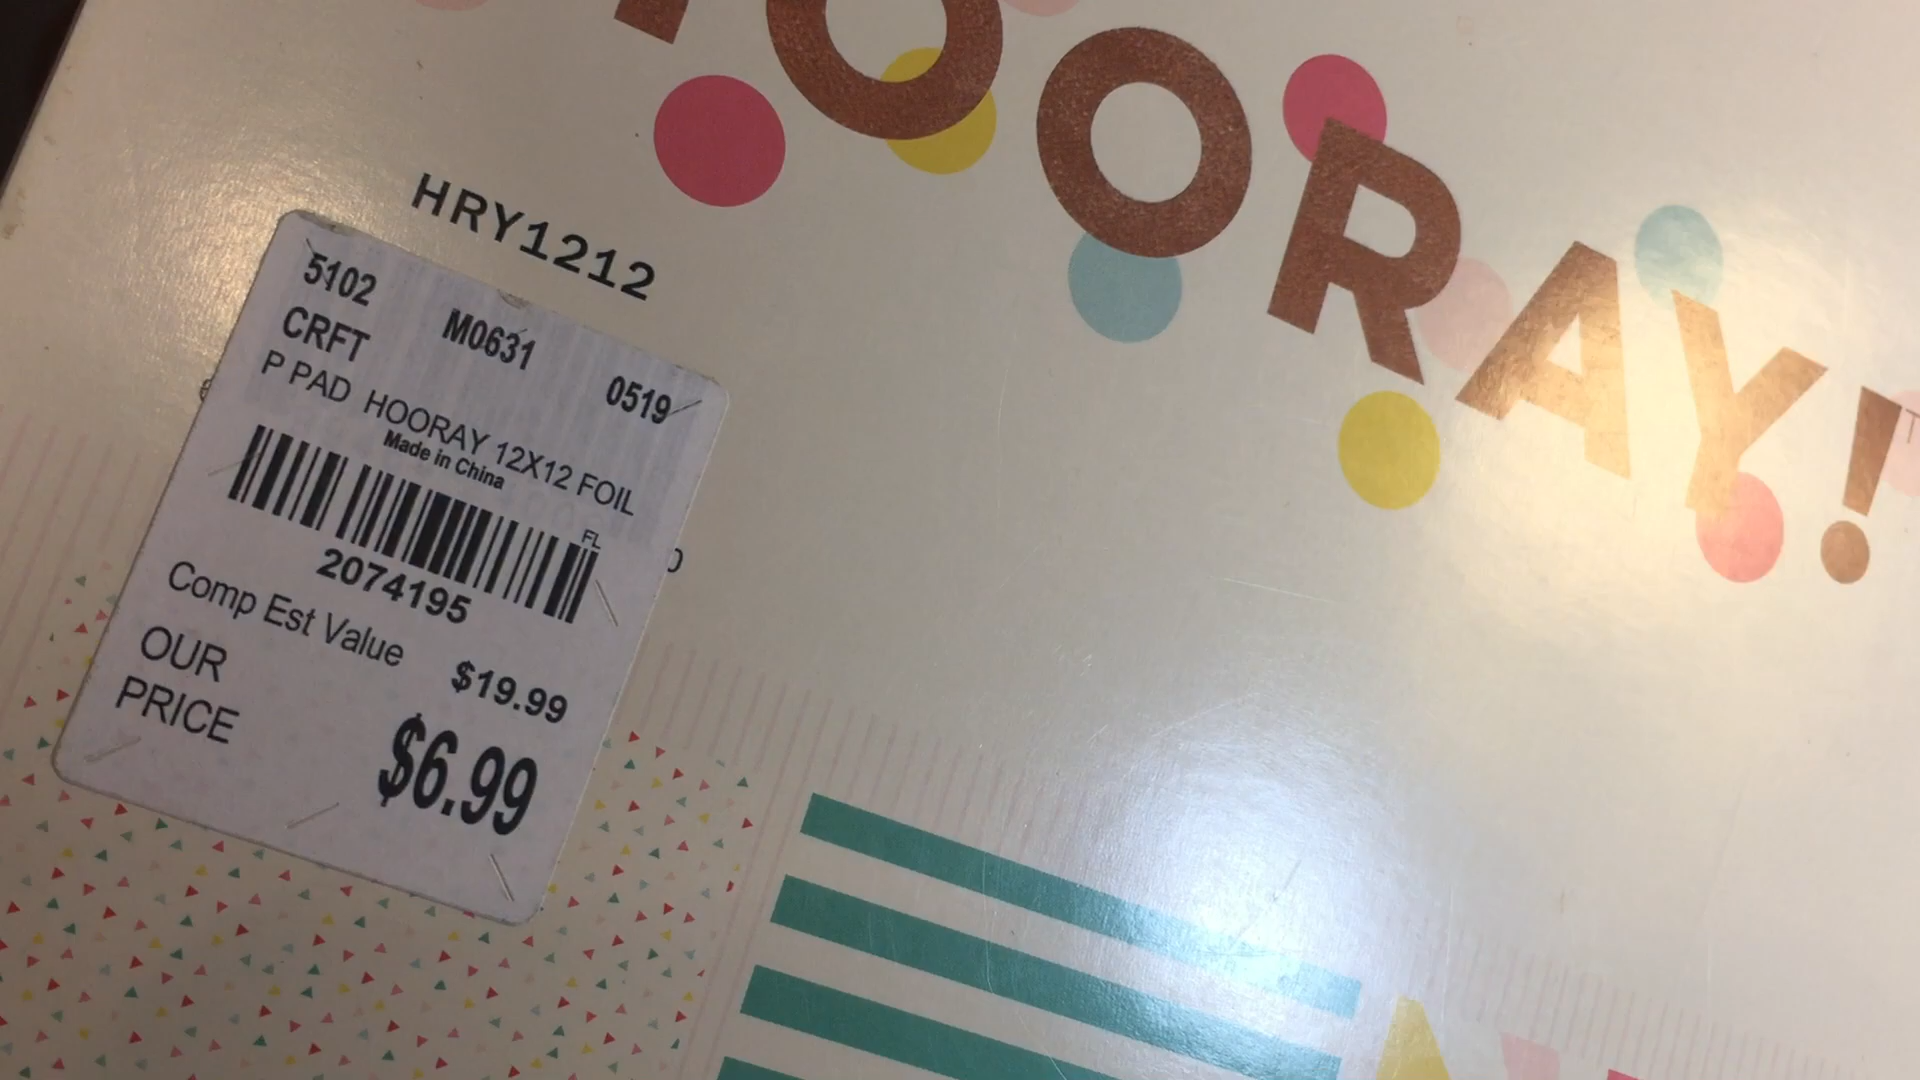 OORAY!
HRY1212
5102
CRFT M0631 0519
P PAD HOORAY 12X12 FOIL
Made in China
FL
2074195
Comp Est Value $19.99
OUR
PRICE $6.99